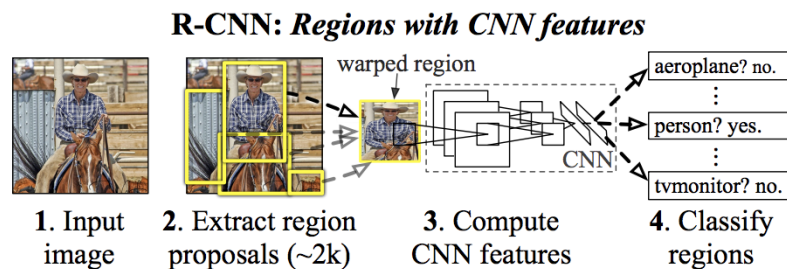 R-CNN: Regions with CNN features
warped region
aeroplane? no.
⋮
person? yes.
⋮
tvmonitor? no.
CNN
1. Input
image
2. Extract region
proposals (~2k)
3. Compute
CNN features
4. Classify
regions